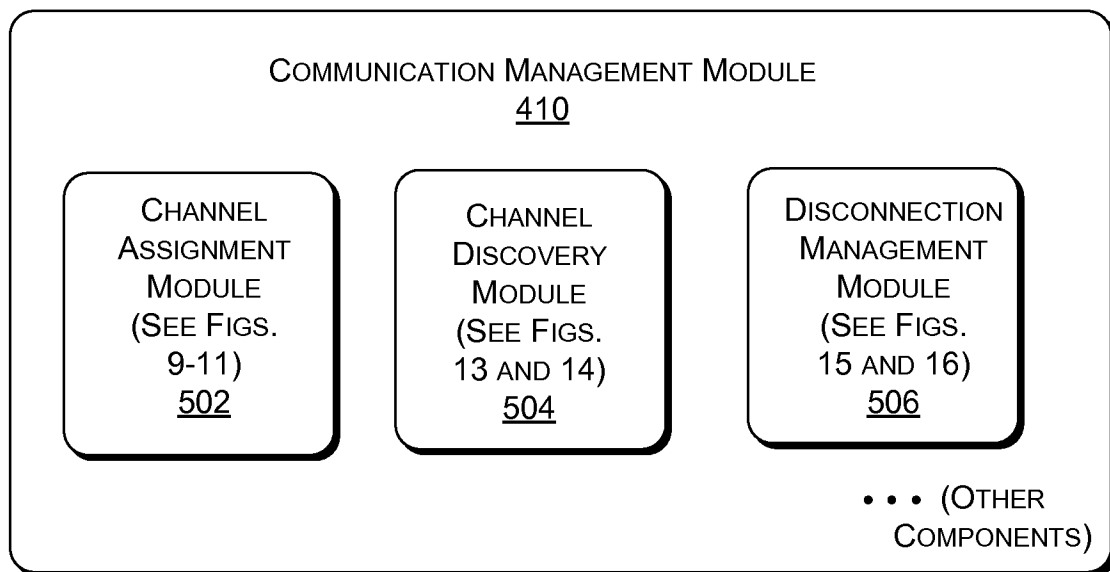 COMMUNICATION MANAGEMENT MODULE
410
CHANNEL
ASSIGNMENT
MODULE
(SEE FIGS.
9-11)
502
CHANNEL
DISCOVERY
MODULE
(SEE FIGS.
13 AND 14)
504
DISCONNECTION
MANAGEMENT
MODULE
(SEE FIGS.
15 AND 16)
506
• • • (OTHER
COMPONENTS)